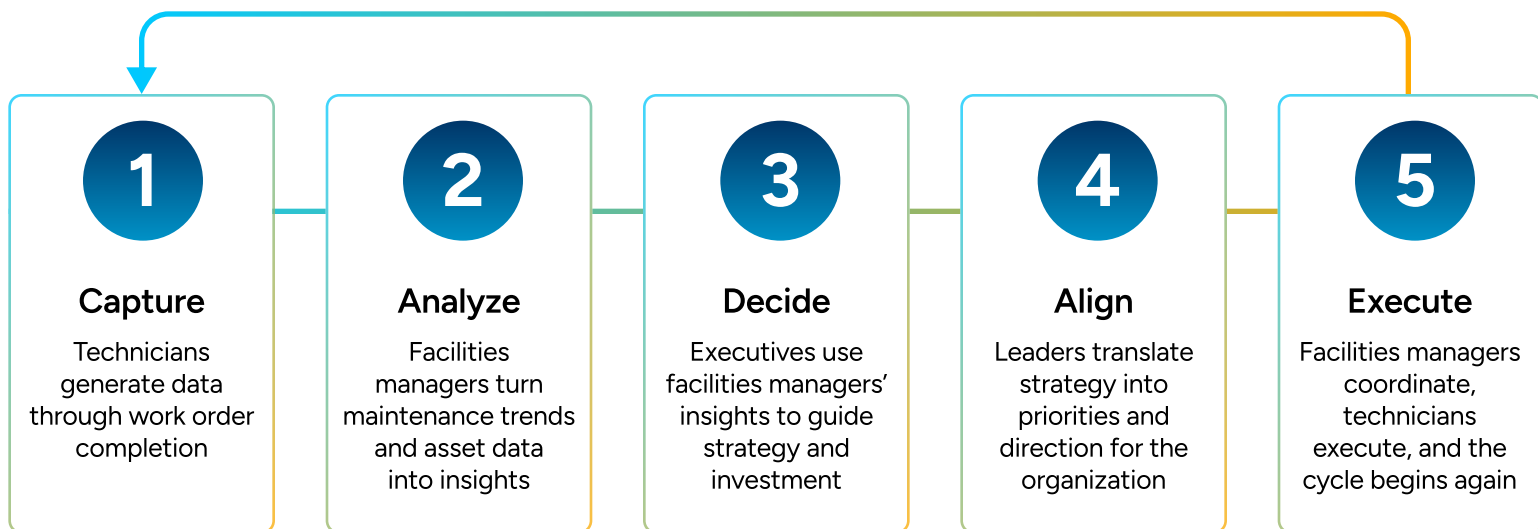 1
Capture
Technicians
generate data
through work order
completion
2
Analyze
Facilities
managers turn
maintenance trends
and asset data
into insights
3
Decide
Executives use
facilities managers’
insights to guide
strategy and
investment
4
Align
Leaders translate
strategy into
priorities and
direction for the
organization
5
Execute
Facilities managers
coordinate,
technicians
execute, and the
cycle begins again